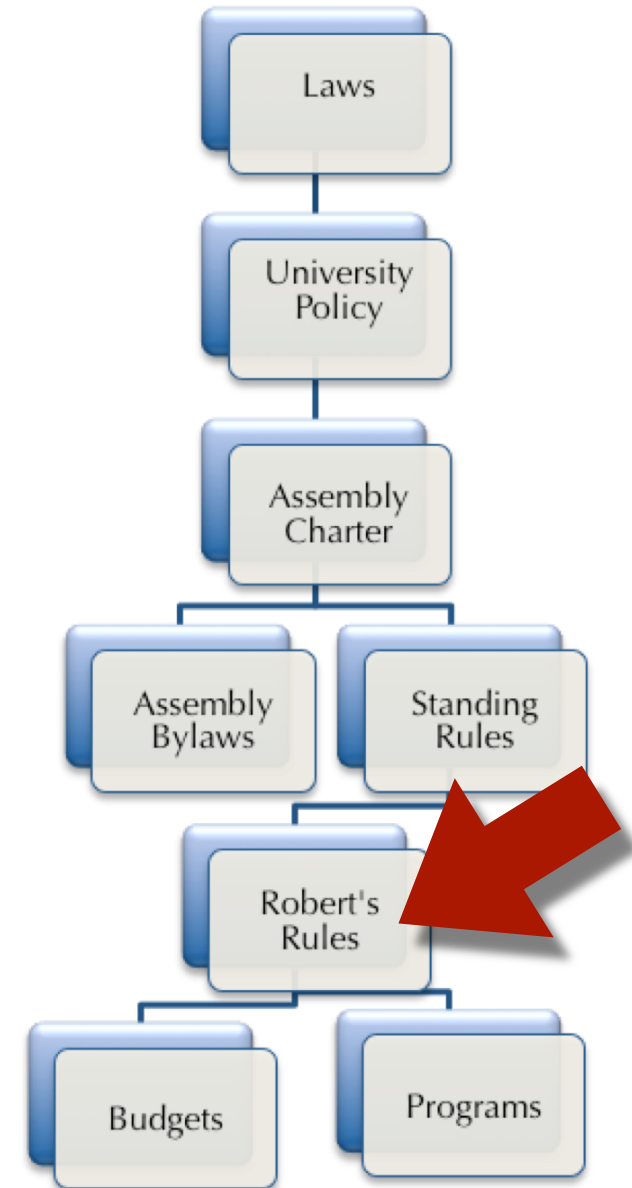 Laws
University
Policy
Assembly
Charter
Assembly
Bylaws
Standing
Rules
Robert's
Rules
Budgets
Programs